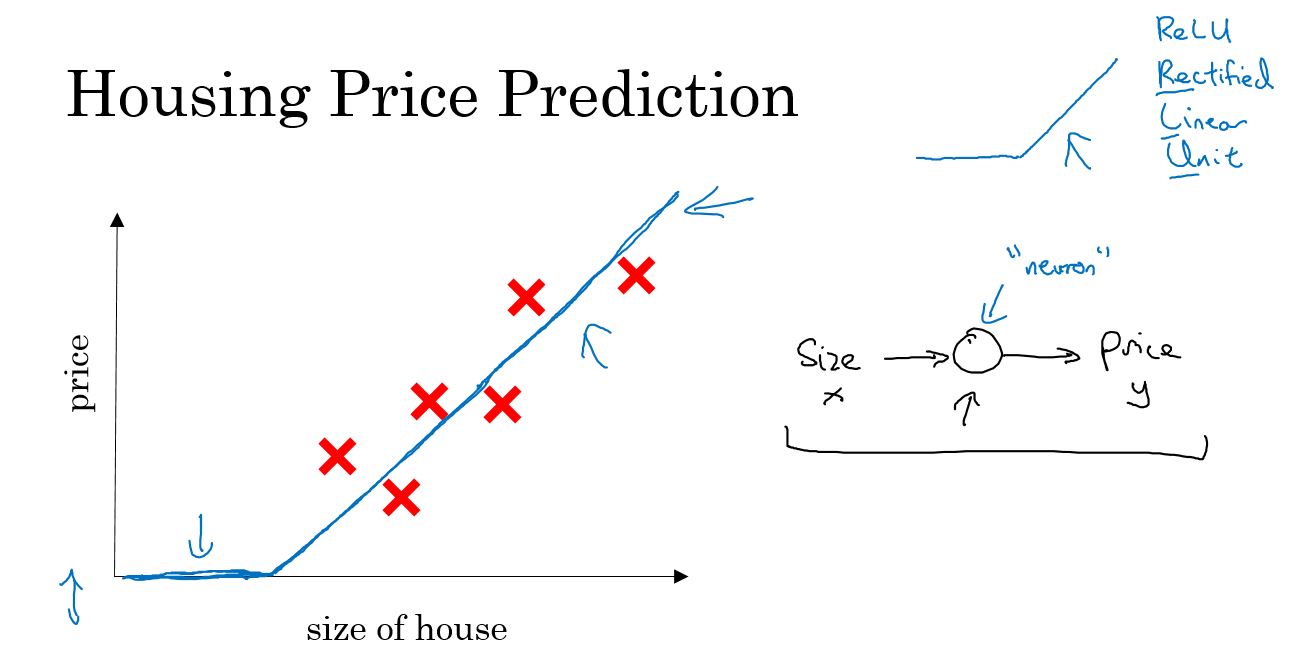 Housing Price Prediction
ReLU
Rectified
Linear
Unit
price
size of house
"neuron"
Size
x
Price
y